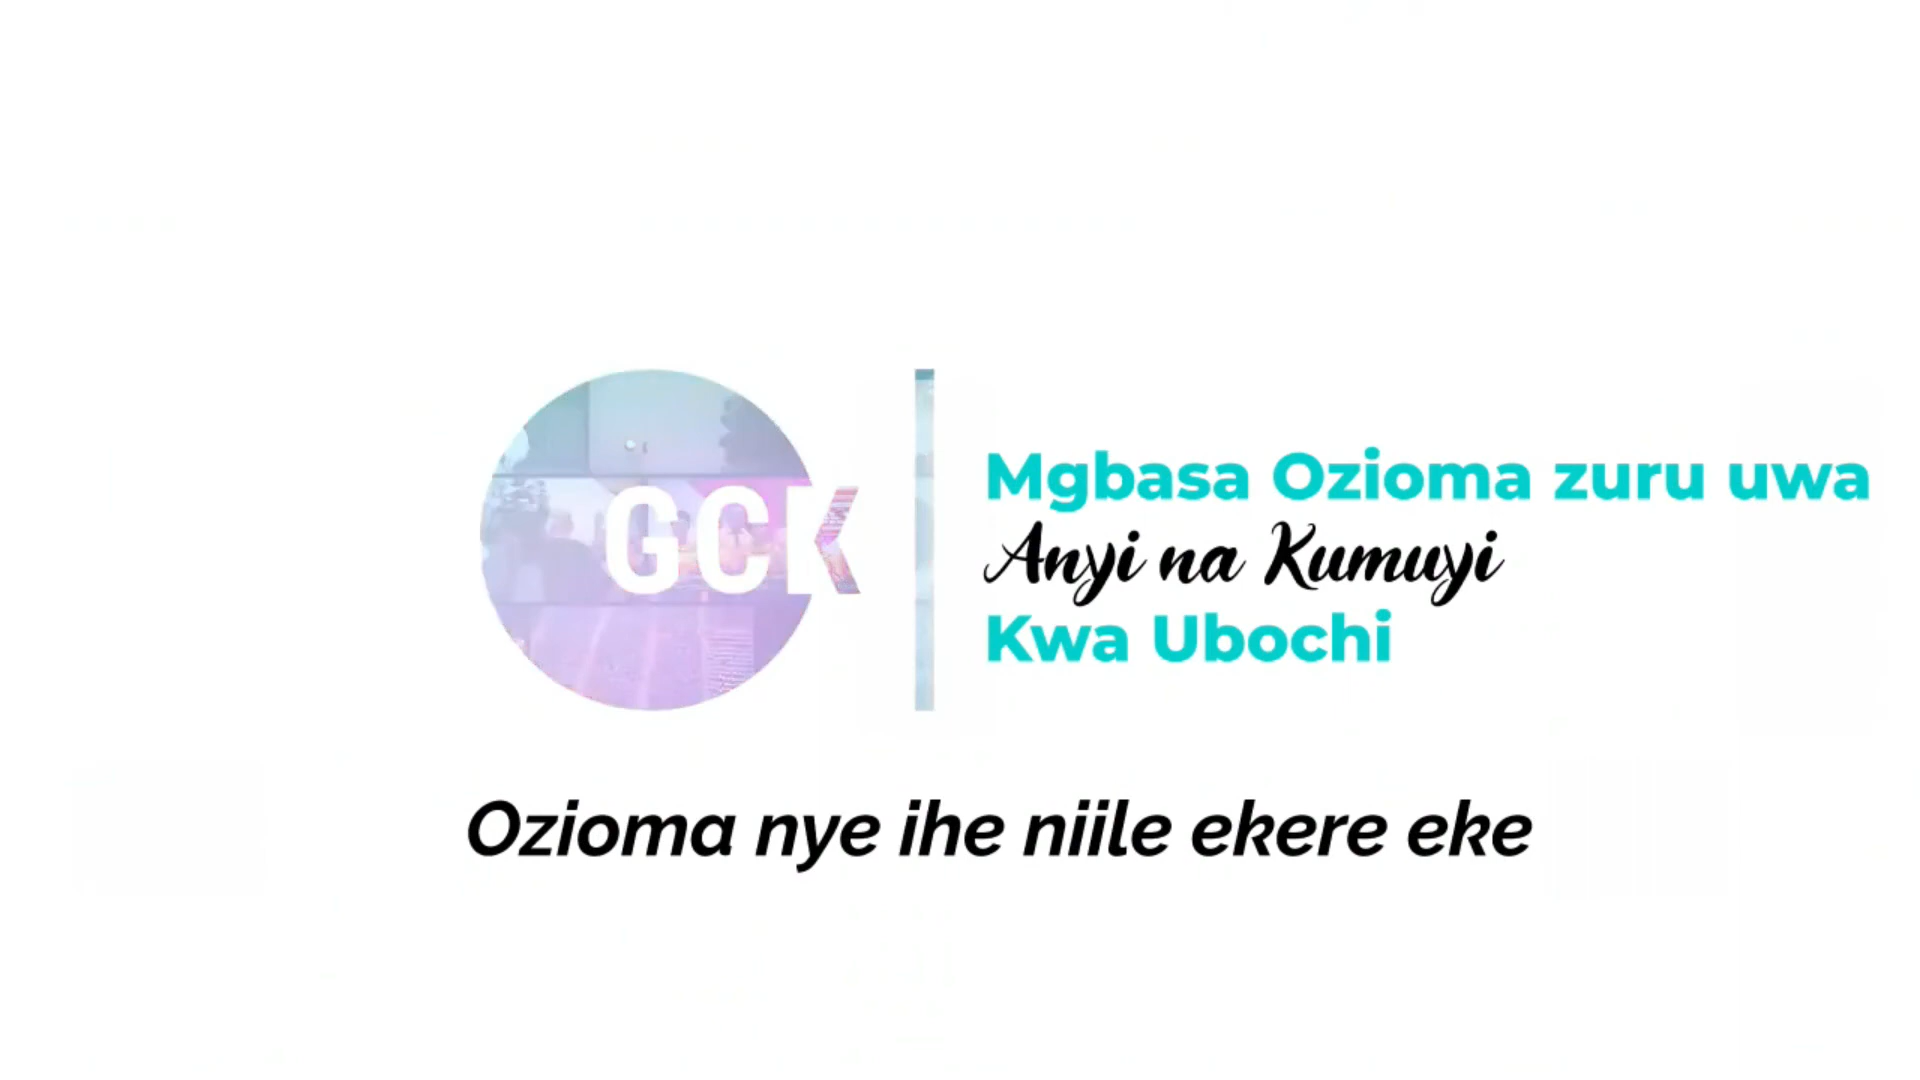 GCK
Mgbasa Ozioma zuru uwa
Anyi na Kumuyi
Kwa Ubochi
Ozioma nye ihe niile ekere eke